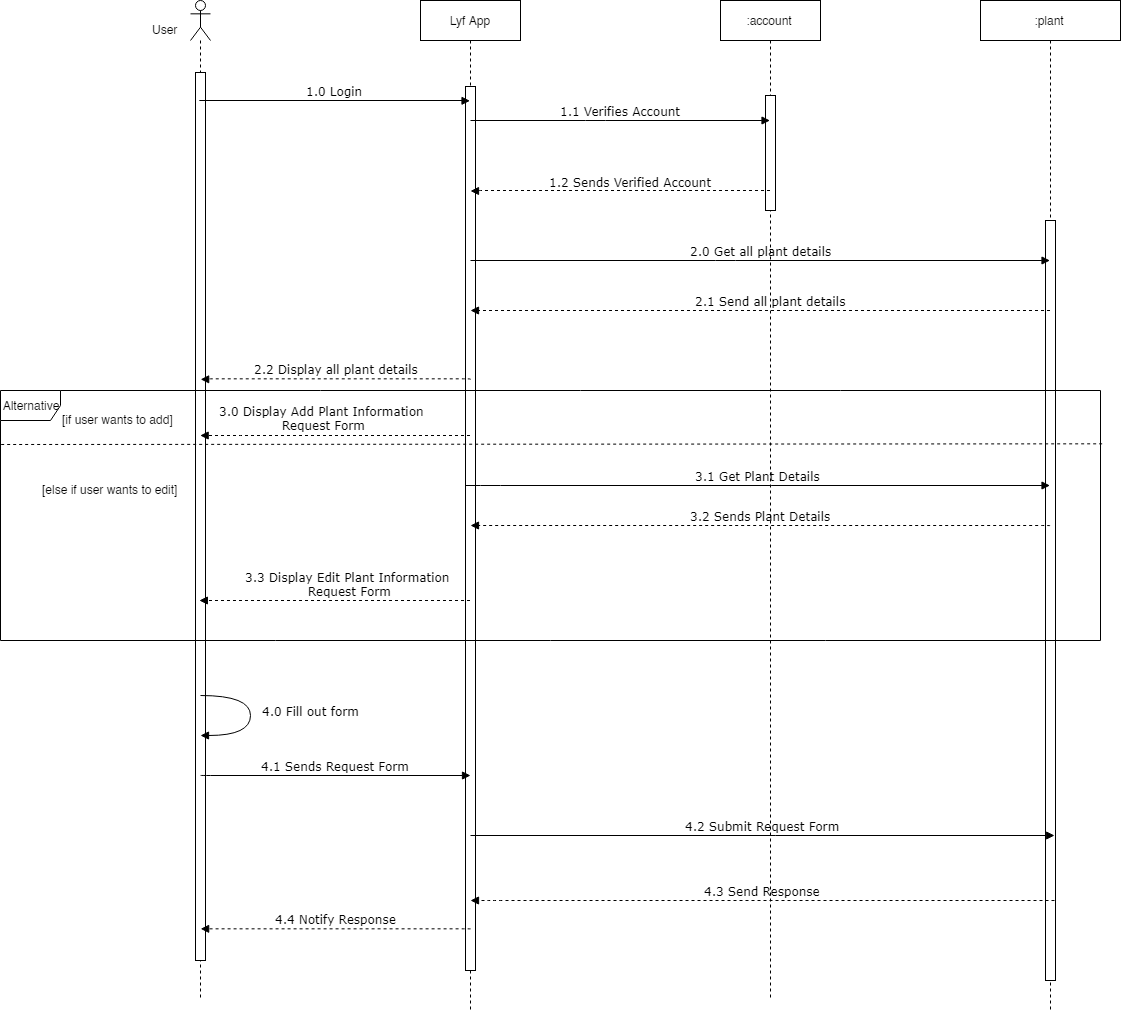 User
Lyf App
:account
:plant
1.0 Login
1.1 Verifies Account
1.2 Sends Verified Account
2.0 Get all plant details
2.1 Send all plant details
2.2 Display all plant details
Alternative
[if user wants to add]
3.0 Display Add Plant Information
Request Form
[else if user wants to edit]
3.1 Get Plant Details
3.2 Sends Plant Details
3.3 Display Edit Plant Information
Request Form
4.0 Fill out form
4.1 Sends Request Form
4.2 Submit Request Form
4.3 Send Response
4.4 Notify Response